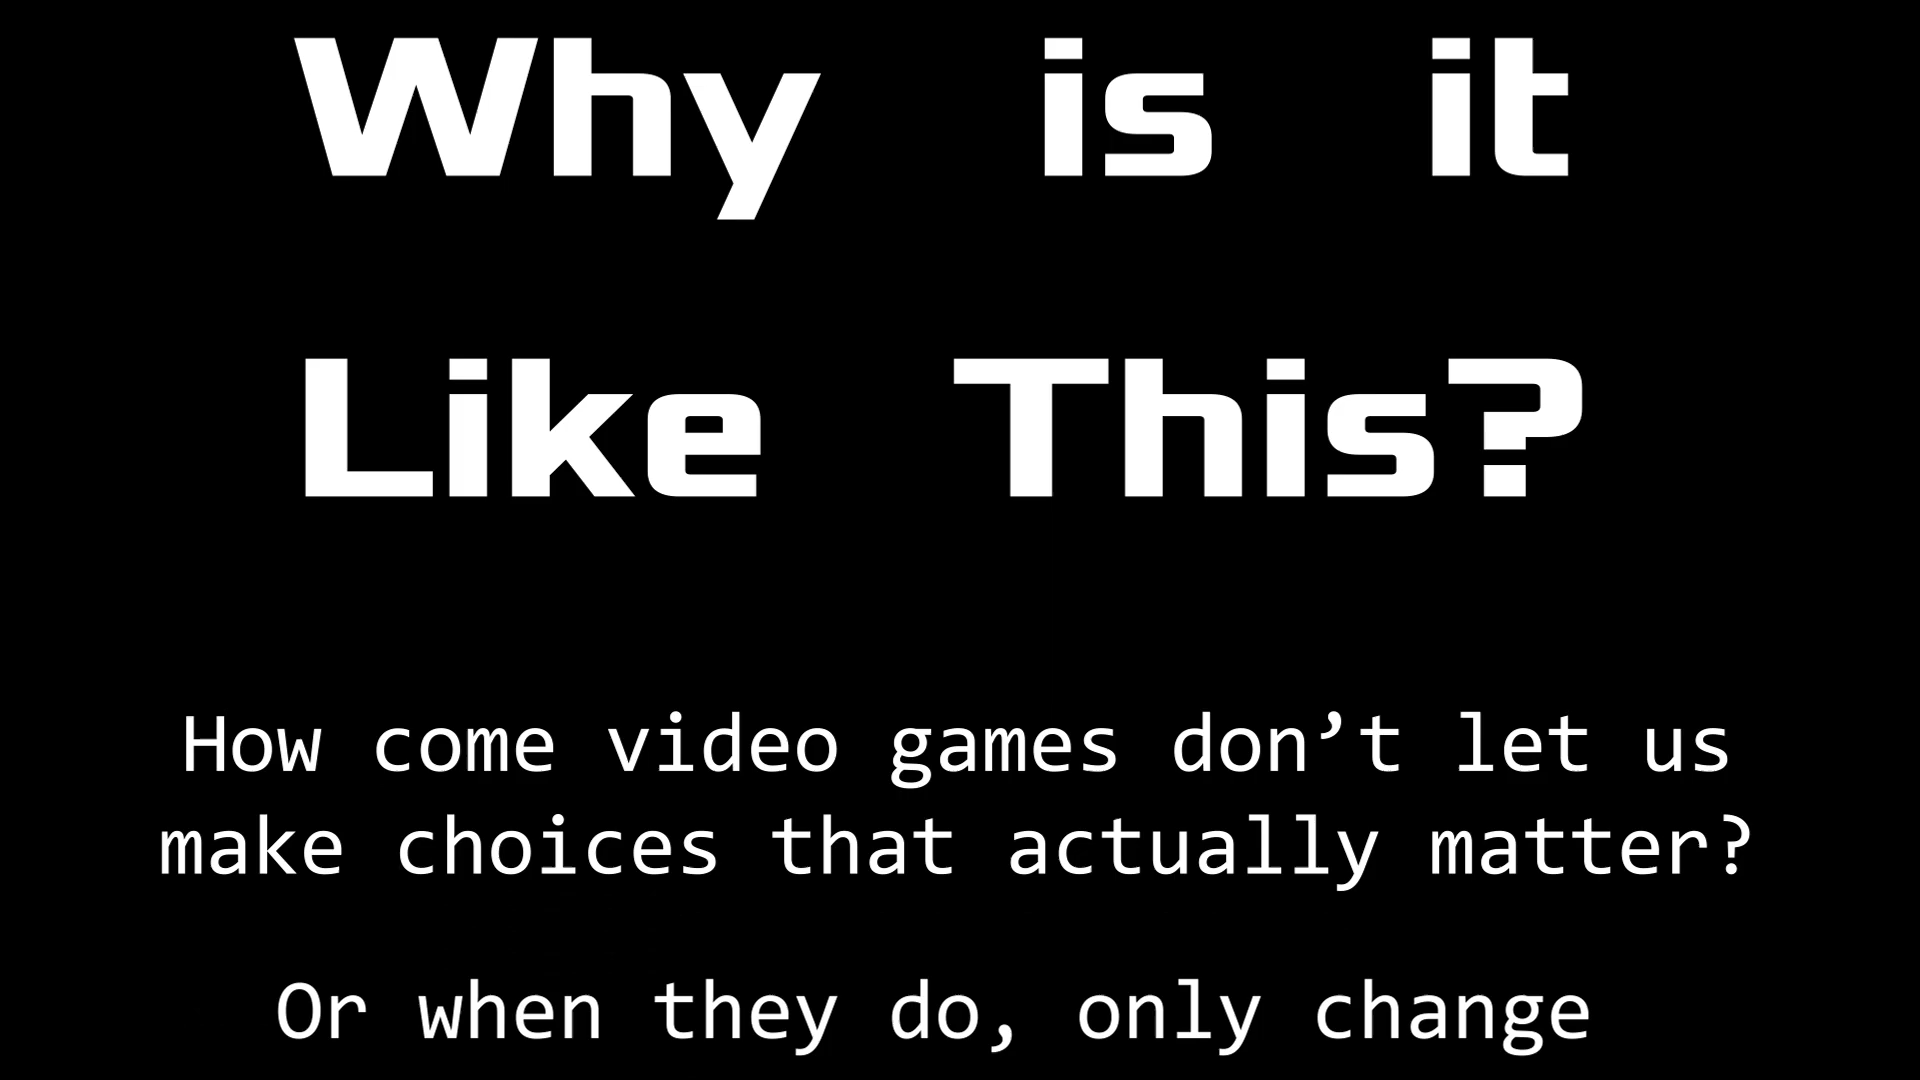 Why is it
Like This?
How come video games don’t let us
make choices that actually matter?
Or when they do, only change